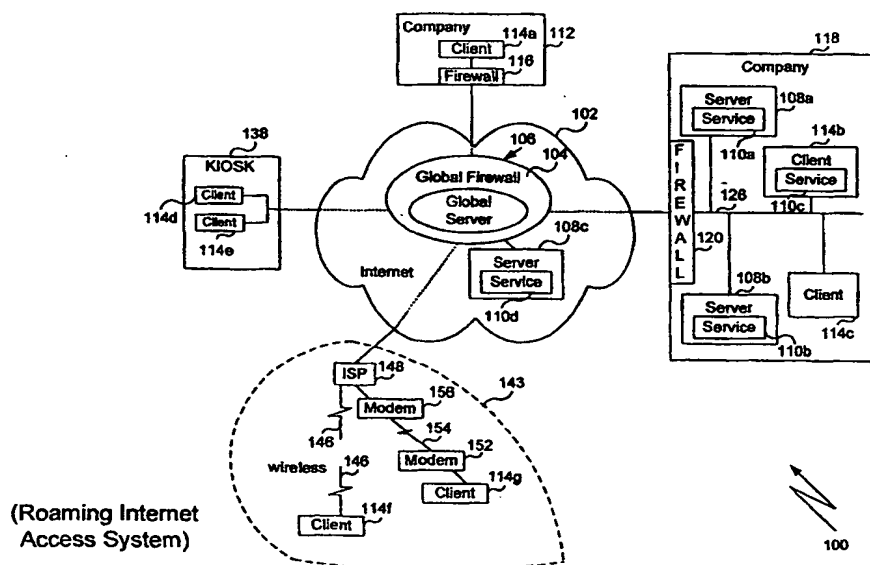 Company
114a
112
Client
116
Firewall
118
Company
102
Server
108a
Service
138
KIOSK
106
104
110a
114b
Client
114d
Client
Global Firewall
Client
Service
126
110c
114e
Global
Server
FIREWALL
108c
120
Server
Internet
Service
108b
110d
Server
Client
Service
114c
110b
ISP
148
143
156
Modem
154
146
152
wireless
146
Modem
114g
Client
114f
Client
(Roaming Internet
Access System)
100